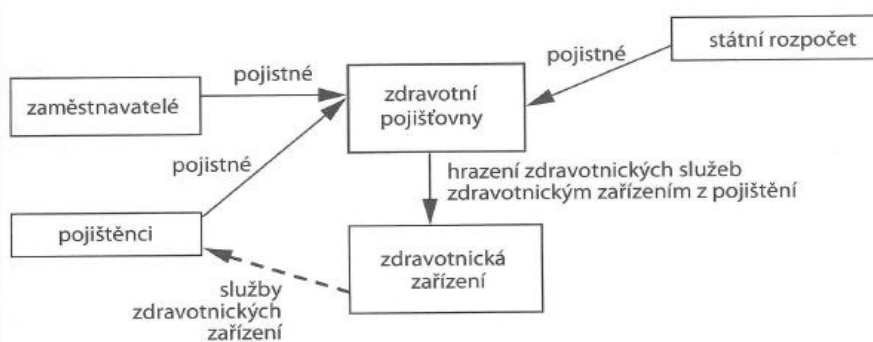 státní rozpočet
pojistné
pojistné
zaměstnavatelé
zdravotní
pojišťovny
pojistné
hrazení zdravotnických služeb
zdravotnickým zařízením z pojištění
pojištěnci
zdravotnická
zařízení
služby
zdravotnických
zařízení